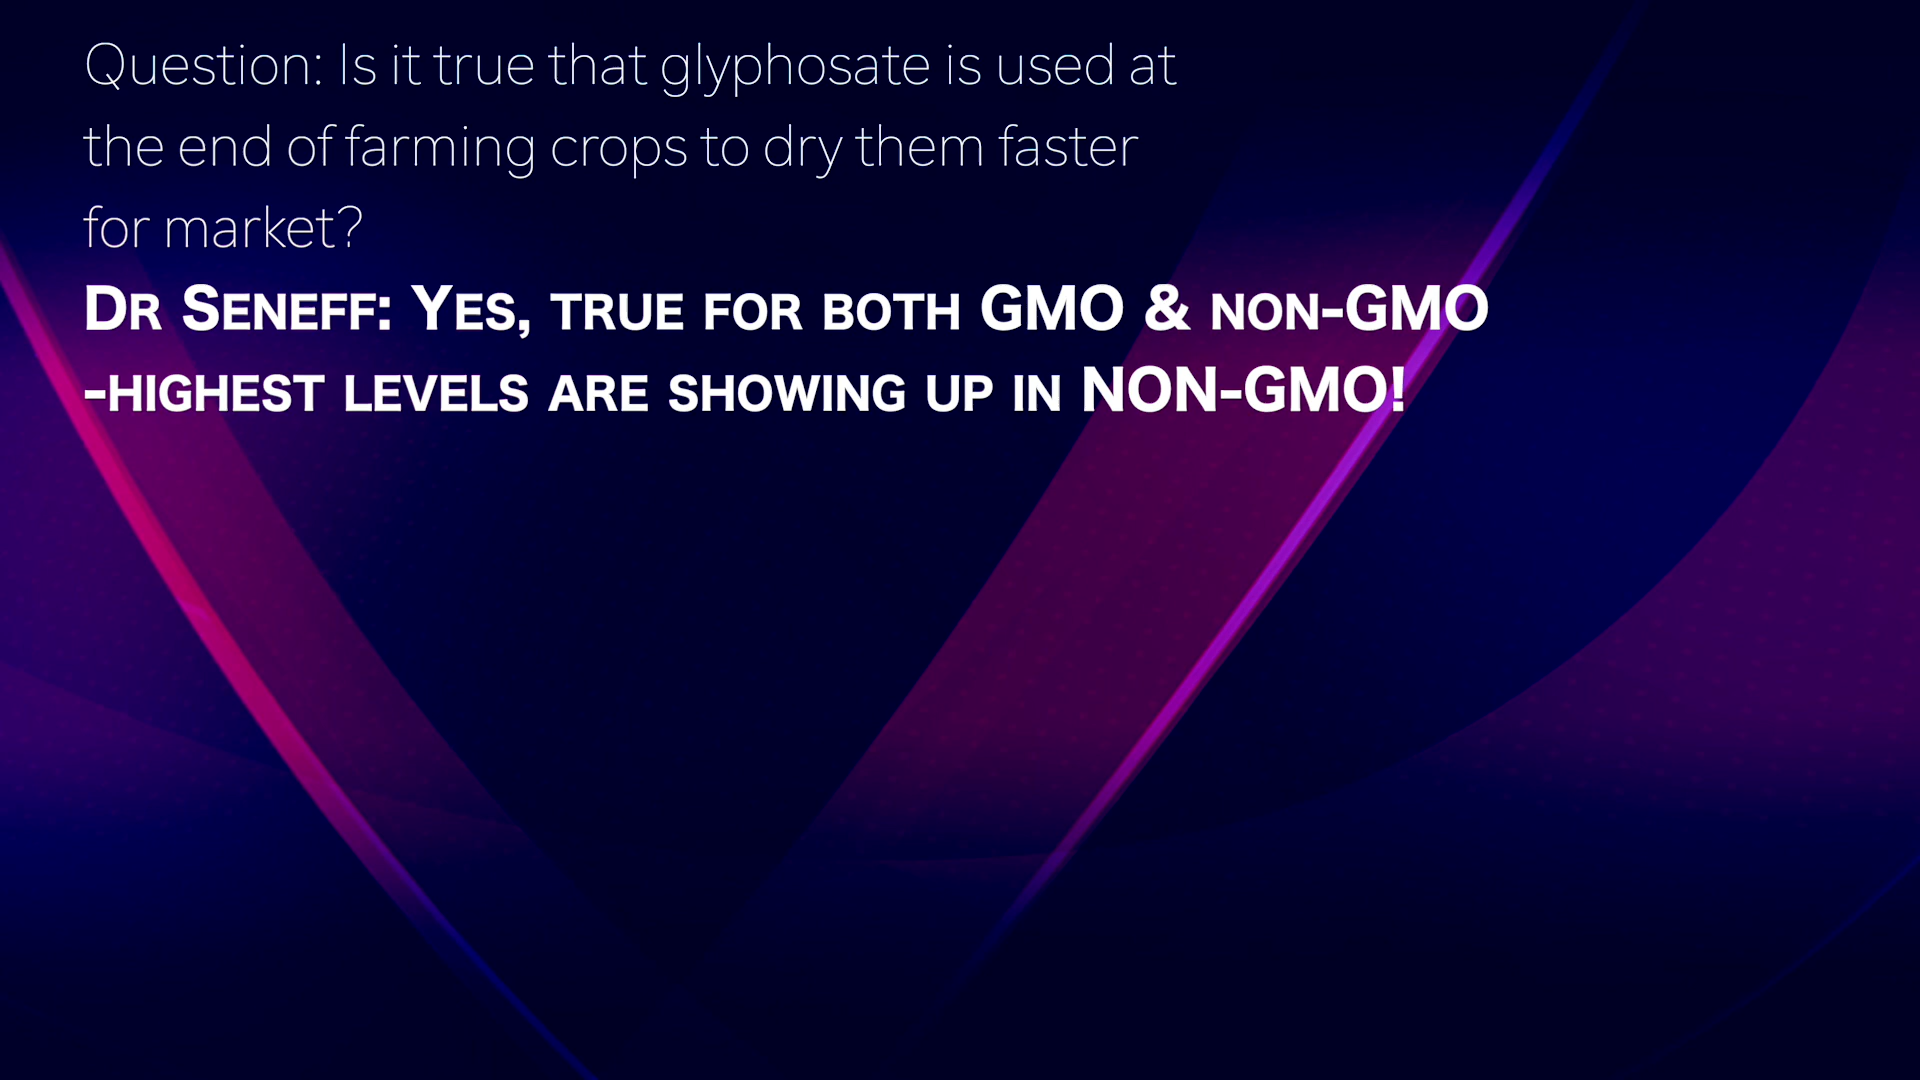 Question: Is it true that glyphosate is used at
the end of farming crops to dry them faster
for market?
Dr Seneff: Yes, true for both GMO & non-GMO
-highest levels are showing up in NON-GMO!